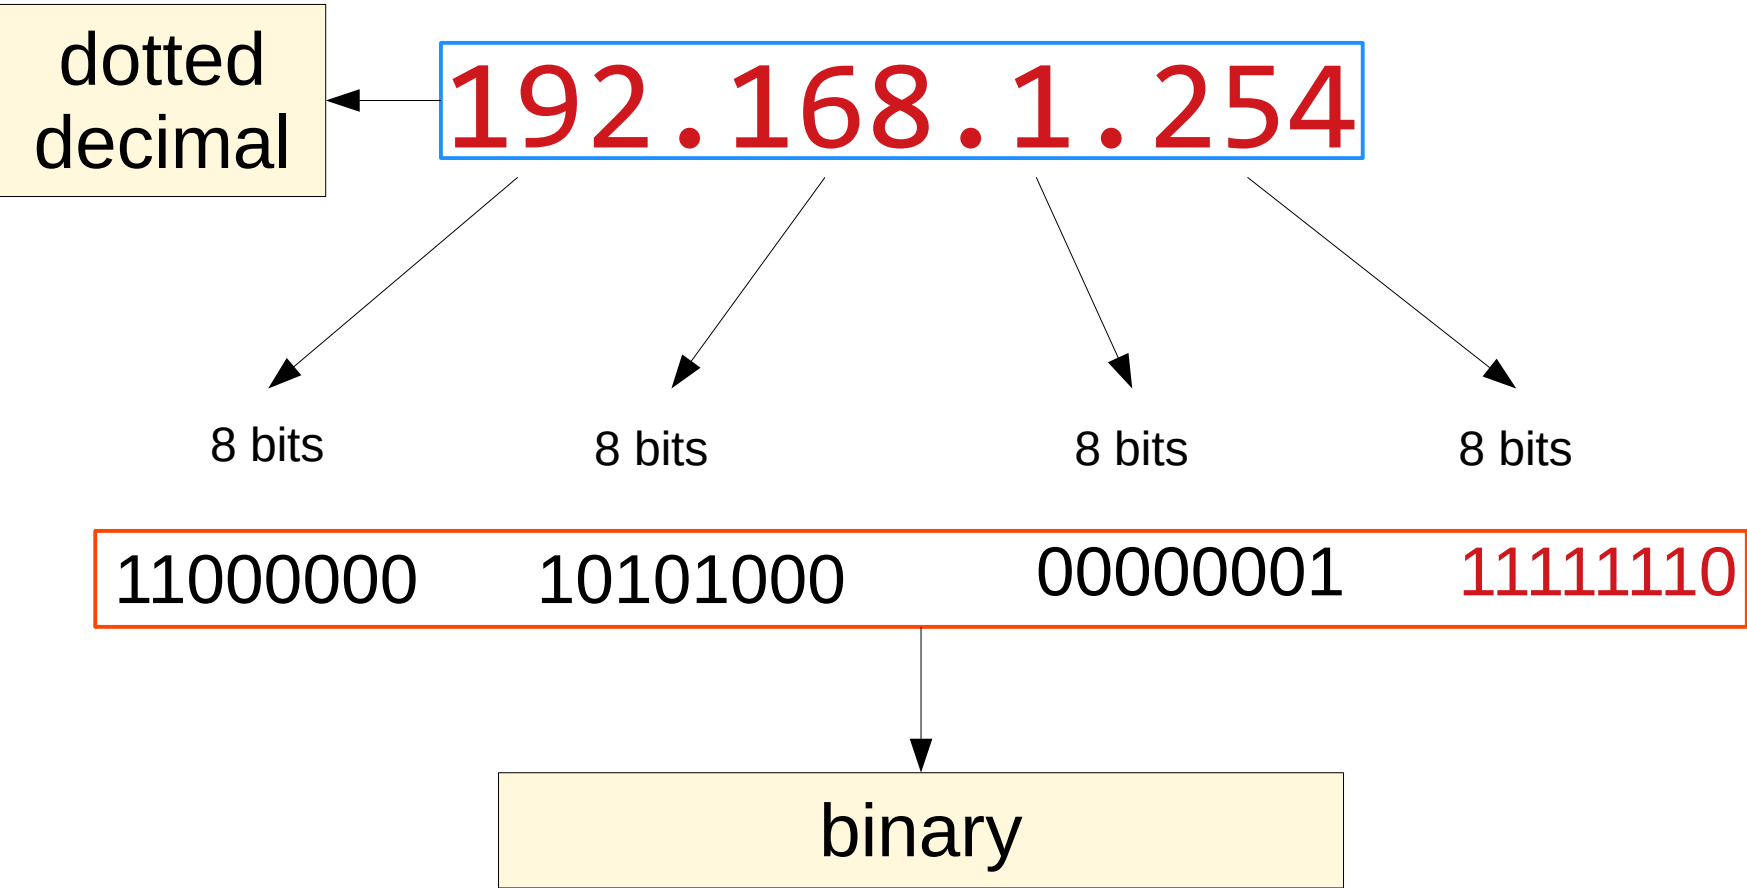 dotted
decimal
192.168.1.254
8 bits 8 bits 8 bits 8 bits
11000000 10101000 00000001 11111110
binary